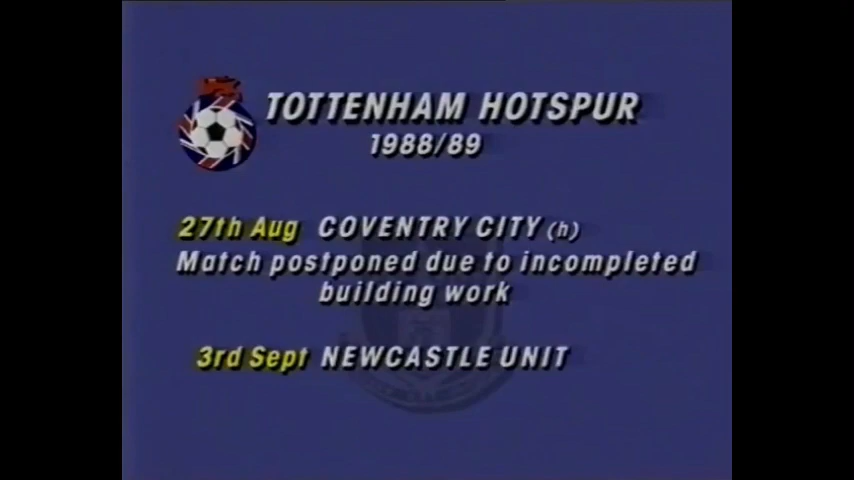 TOTTENHAM HOTSPUR
1988/89
27th Aug COVENTRY CITY (h)
Match postponed due to incompleted
building work
3rd Sept NEWCASTLE UNIT